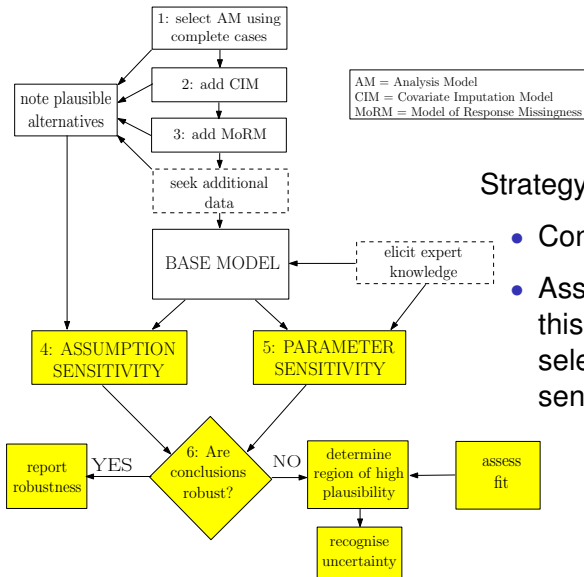 1: select AM using
complete cases
2: add CIM
note plausible
alternatives
3: add MoRM
seek additional
data
AM = Analysis Model
CIM = Covariate Imputation Model
MoRM = Model of Response Missingness
BASE MODEL
elicit expert
knowledge
4: ASSUMPTION
SENSITIVITY
5: PARAMETER
SENSITIVITY
6: Are
conclusions
robust?
YES
NO
report
robustness
determine
region of high
plausibility
assess
fit
recognise
uncertainty
Strategy
• Con
• Ass
this
sele
sen